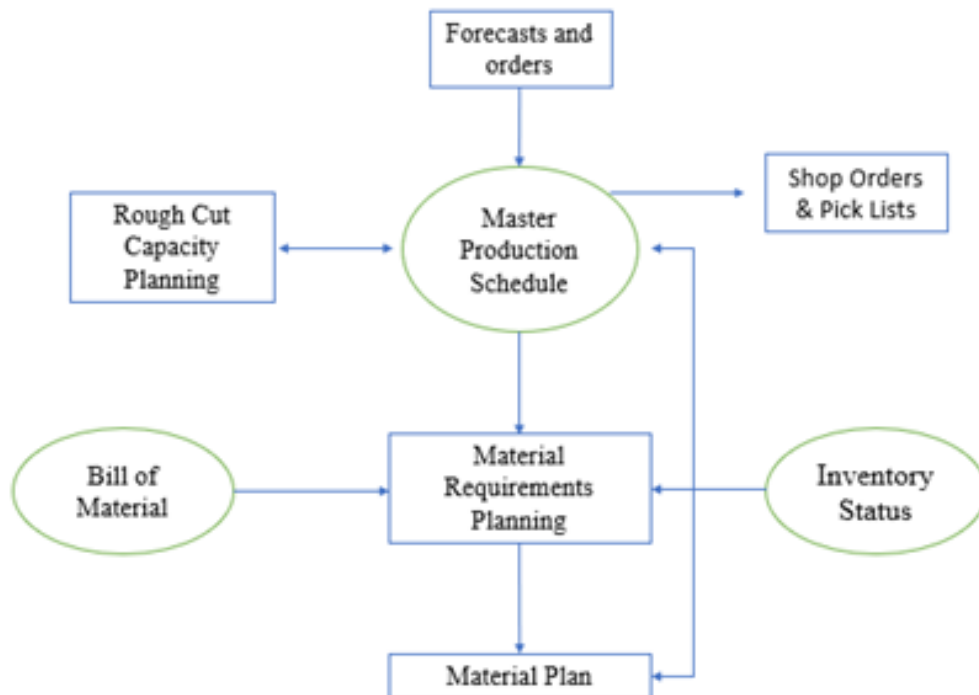 Forecasts and
orders
Shop Orders
& Pick Lists
Rough Cut
Capacity
Planning
Master
Production
Schedule
Bill of
Material
Material
Requirements
Planning
Inventory
Status
Material Plan